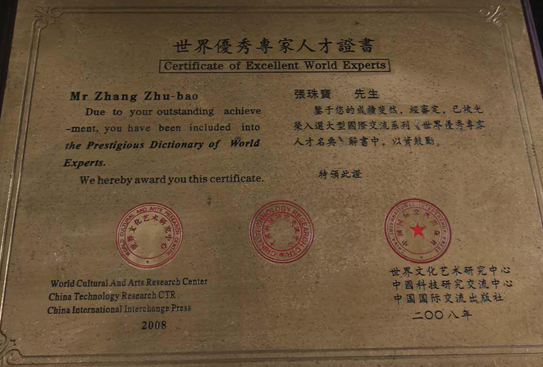 世界優秀專家人才證書
Certificate of Excellent World Experts
Mr Zhang Zhu-bao
Due to your outstanding achieve
-ment, you have been included into
the Prestigious Dictionary of World
Experts.
We hereby award you this certificate.
張珠寶 先生
鑒于您的成績斐然，經審定，已被光
榮入選大型國際交流系列《世界優秀專家
人才名典》辭書中，以資鼓勵。
特頒此證
World Cultural And Arts Research Center
China Technology Research CTR
China International Interchange Press
2008
世界文化艺术研究中心
中國科技研究交流中心
中国国际交流出版社
二〇〇八年